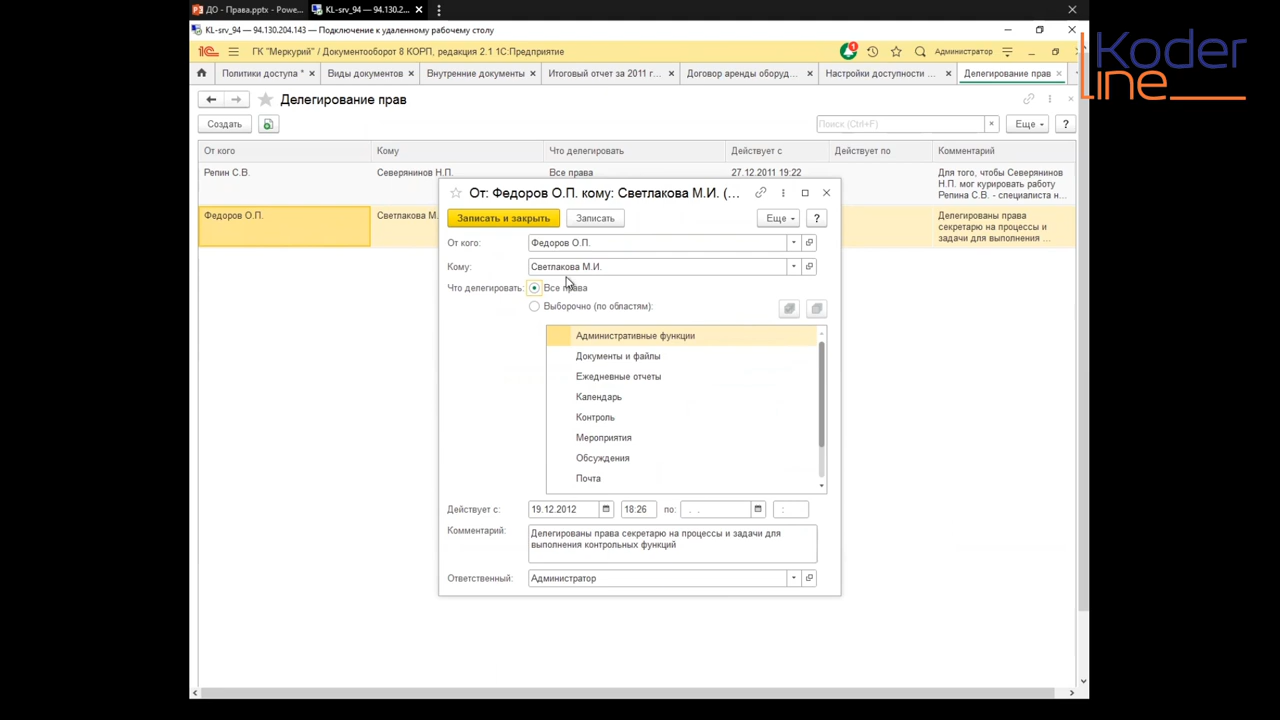 ДО - Права.pptx - Powe...
KL-srv_94 - 94.130.2...
KL-srv_94 — 94.130.204.143 — Подключение к удаленному рабочему столу
ГК "Меркурий" / Документооборот 8 КОРП, редакция 2.1 1С:Предприятие
1
Администратор
Политики доступа *
Виды документов
Внутренние документы
Итоговый отчет за 2011 г...
Договор аренды оборуд...
Настройки доступности ...
Делегирование прав
Koder
line
Делегирование прав
Создать
Поиск (Ctrl+F)
Еще
?
От кого
Кому
Что делегировать
Действует с
Действует по
Комментарий
Репин С.В.
Северянинов Н.П.
Все права
27.12.2011 19:22
Для того, чтобы Северянинов
Н.П. мог курировать работу
Репина С.В. - специалиста н...
Федоров О.П.
Светлакова М.
Делегированы права
секретарю на процессы и
задачи для выполнения ...
От: Федоров О.П. кому: Светлакова М.И. (...
Записать и закрыть
Записать
Еще
?
От кого:
Федоров О.П.
Кому:
Светлакова М.И.
Что делегировать:
Все права
Выборочно (по областям):
Административные функции
Документы и файлы
Ежедневные отчеты
Календарь
Контроль
Мероприятия
Обсуждения
Почта
Действует с:
19.12.2012
18:26
по:
. .
:
Комментарий:
Делегированы права секретарю на процессы и задачи для
выполнения контрольных функций
Ответственный:
Администратор